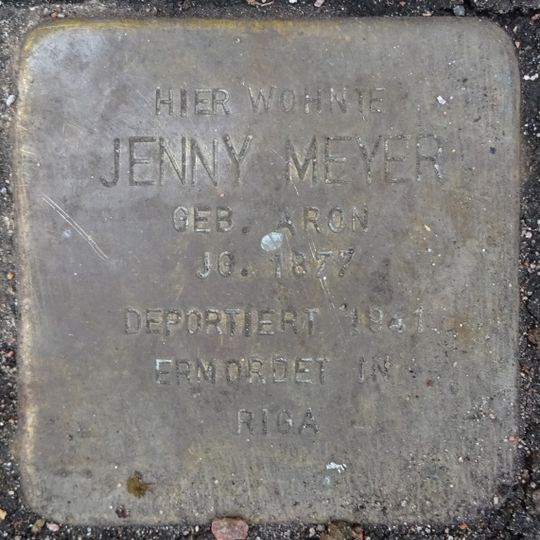 HIER WOHNTE
JENNY MEYER
GEB. ARON
JG. 1877
DEPORTIERT 1941
ERMORDET IN
RIGA